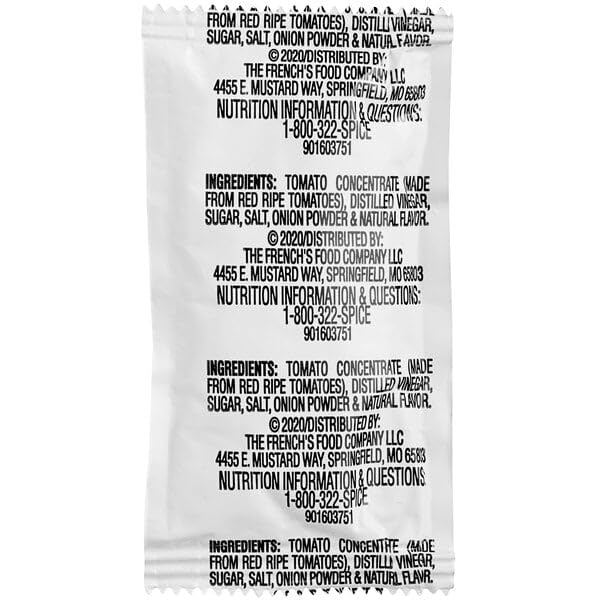 FROM RED RIPE TOMATOES), DISTILLED VINEGAR,
SUGAR, SALT, ONION POWDER & NATURAL FLAVOR.
© 2020/DISTRIBUTED BY:
THE FRENCH'S FOOD COMPANY LLC
4455 E. MUSTARD WAY, SPRINGFIELD, MO 65803
NUTRITION INFORMATION & QUESTIONS:
1-800-322-SPICE
901603751
INGREDIENTS: TOMATO CONCENTRATE (MADE
FROM RED RIPE TOMATOES), DISTILLED VINEGAR,
SUGAR, SALT, ONION POWDER & NATURAL FLAVOR.
© 2020/DISTRIBUTED BY:
THE FRENCH'S FOOD COMPANY LLC
4455 E. MUSTARD WAY, SPRINGFIELD, MO 65803
NUTRITION INFORMATION & QUESTIONS:
1-800-322-SPICE
901603751
INGREDIENTS: TOMATO CONCENTRATE (MADE
FROM RED RIPE TOMATOES), DISTILLED VINEGAR,
SUGAR, SALT, ONION POWDER & NATURAL FLAVOR.
© 2020/DISTRIBUTED BY:
THE FRENCH'S FOOD COMPANY LLC
4455 E. MUSTARD WAY, SPRINGFIELD, MO 65803
NUTRITION INFORMATION & QUESTIONS
1-800-322-SPICE
901603751
INGREDIENTS: TOMATO CONCENTRATE (MADE
FROM RED RIPE TOMATOES), DISTILLED VINEGAR,
SUGAR, SALT, ONION POWDER & NATURAL FLAVOR.